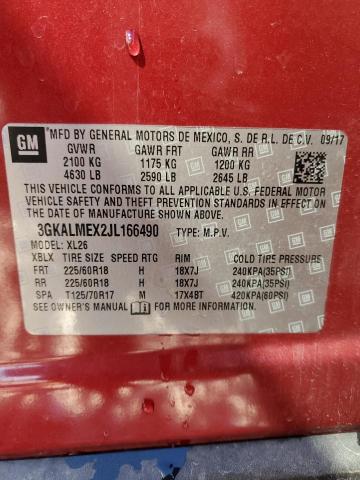 GM
MFD BY GENERAL MOTORS DE MEXICO, S. DE R.L. DE C.V. 09/17
GVWR GAWR FRT GAWR RR
2100 KG 1175 KG 1200 KG
4630 LB 2590 LB 2645 LB
THIS VEHICLE CONFORMS TO ALL APPLICABLE U.S. FEDERAL
VEHICLE SAFETY AND THEFT PREVENTION STANDARDS IN EFFECT
ON THE DATE OF MANUFACTURE SHOWN ABOVE.
3GKALMEX2JL166490 TYPE: M.P.V.
MODEL: XL26
XBLX TIRE SIZE SPEED RTG RIM COLD TIRE PRESSURE
FRT 225/60R18 H 18X7J 240KPA(35PSI)
RR 225/60R18 H 18X7J 240KPA(35PSI)
SPA T125/70R17 M 17X4BT 420KPA(60PSI)
SEE OWNER'S MANUAL FOR MORE INFORMATION.